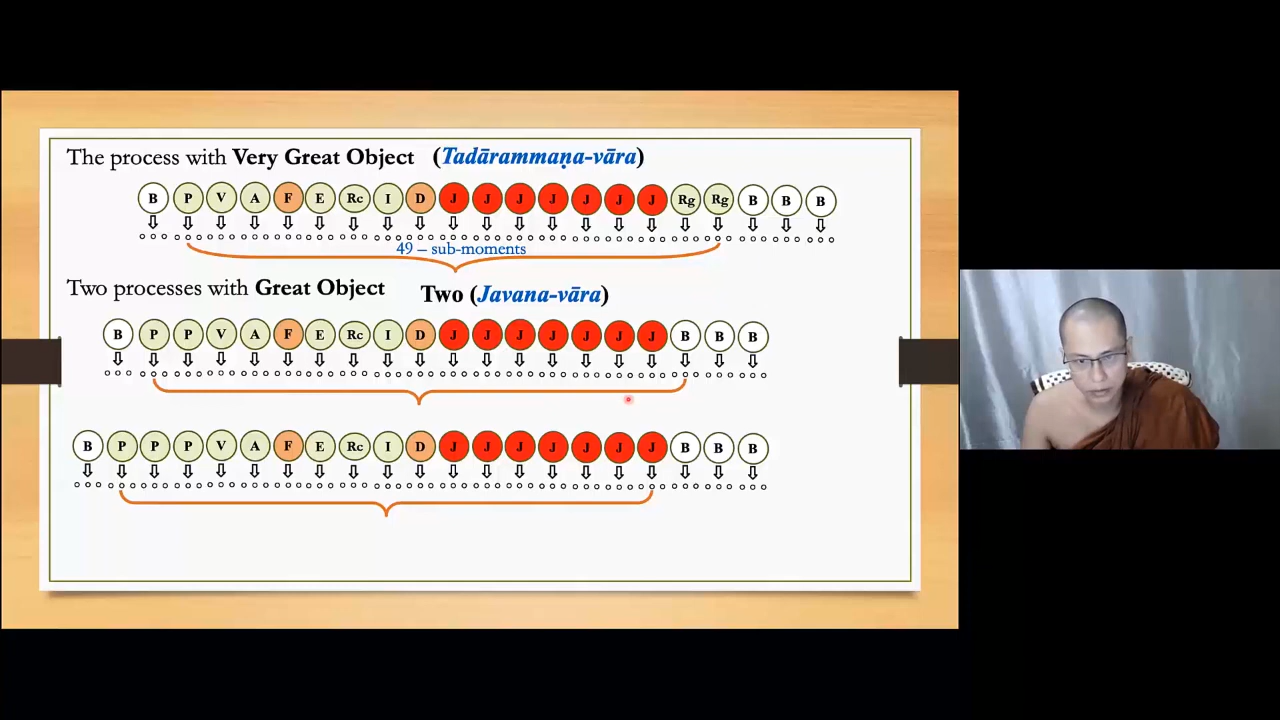 The process with Very Great Object (Tadārammaṇa-vāra)
B P V A F E Rc I D J J J J J J J Rg Rg B B B
49 – sub-moments
Two processes with Great Object Two (Javana-vāra)
B P P V A F E Rc I D J J J J J J J B B B
B P P P V A F E Rc I D J J J J J J J B B B